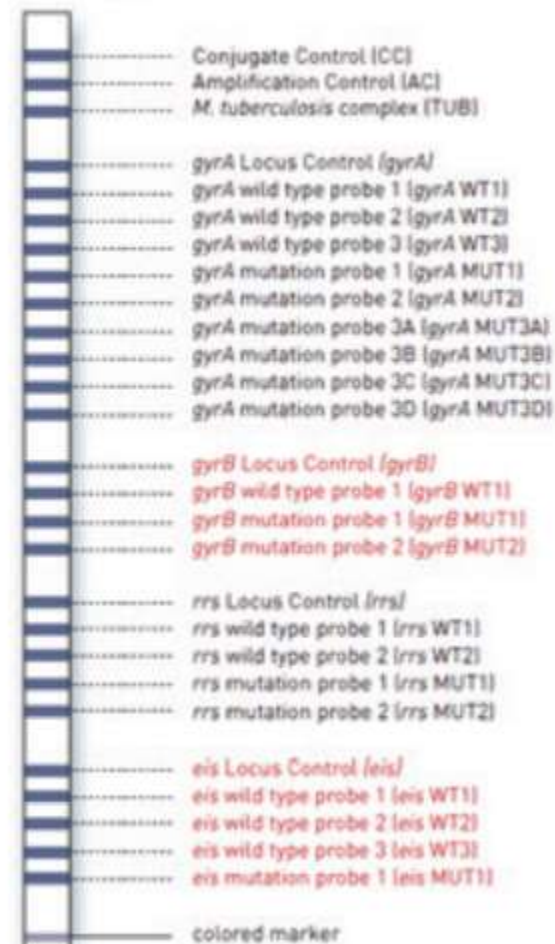 Conjugate Control (CC)
Amplification Control (AC)
M. tuberculosis complex (TUB)
gyrA Locus Control (gyrA)
gyrA wild type probe 1 (gyrA WT1)
gyrA wild type probe 2 (gyrA WT2)
gyrA wild type probe 3 (gyrA WT3)
gyrA mutation probe 1 (gyrA MUT1)
gyrA mutation probe 2 (gyrA MUT2)
gyrA mutation probe 3A (gyrA MUT3A)
gyrA mutation probe 3B (gyrA MUT3B)
gyrA mutation probe 3C (gyrA MUT3C)
gyrA mutation probe 3D (gyrA MUT3D)
gyrB Locus Control (gyrB)
gyrB wild type probe 1 (gyrB WT1)
gyrB mutation probe 1 (gyrB MUT1)
gyrB mutation probe 2 (gyrB MUT2)
rrs Locus Control (rrs)
rrs wild type probe 1 (rrs WT1)
rrs wild type probe 2 (rrs WT2)
rrs mutation probe 1 (rrs MUT1)
rrs mutation probe 2 (rrs MUT2)
eis Locus Control (eis)
eis wild type probe 1 (eis WT1)
eis wild type probe 2 (eis WT2)
eis wild type probe 3 (eis WT3)
eis mutation probe 1 (eis MUT1)
colored marker